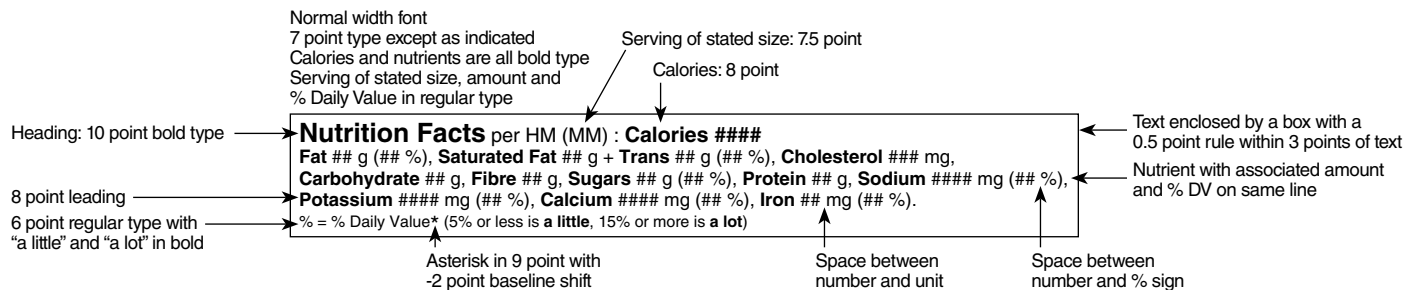 Normal width font
7 point type except as indicated
Calories and nutrients are all bold type
Serving of stated size, amount and
% Daily Value in regular type
Serving of stated size: 7.5 point
Calories: 8 point
Heading: 10 point bold type
8 point leading
6 point regular type with
“a little” and “a lot” in bold
Nutrition Facts per HM (MM) : Calories ####
Fat ## g (## %), Saturated Fat ## g + Trans ## g (## %), Cholesterol ### mg,
Carbohydrate ## g, Fibre ## g, Sugars ## g (## %), Protein ## g, Sodium #### mg (## %),
Potassium #### mg (## %), Calcium #### mg (## %), Iron ## mg (## %).
% = % Daily Value* (5% or less is a little, 15% or more is a lot)
Text enclosed by a box with a
0.5 point rule within 3 points of text
Nutrient with associated amount
and % DV on same line
Asterisk in 9 point with
-2 point baseline shift
Space between
number and unit
Space between
number and % sign